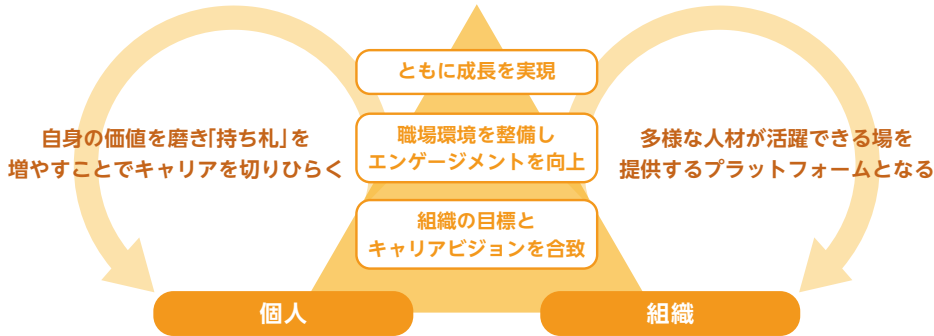 ともに成長を実現
自身の価値を磨き「持ち札」を
増やすことでキャリアを切りひらく
職場環境を整備し
エンゲージメントを向上
多様な人材が活躍できる場を
提供するプラットフォームとなる
組織の目標と
キャリアビジョンを合致
個人
組織